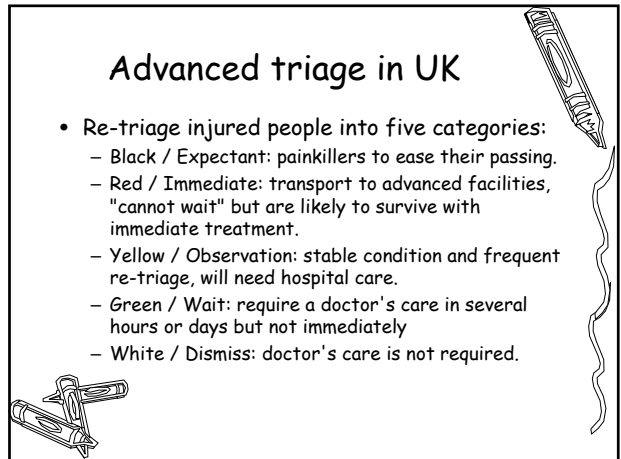 Advanced triage in UK
• Re-triage injured people into five categories:
– Black / Expectant: painkillers to ease their passing.
– Red / Immediate: transport to advanced facilities,
"cannot wait" but are likely to survive with
immediate treatment.
– Yellow / Observation: stable condition and frequent
re-triage, will need hospital care.
– Green / Wait: require a doctor's care in several
hours or days but not immediately
– White / Dismiss: doctor's care is not required.